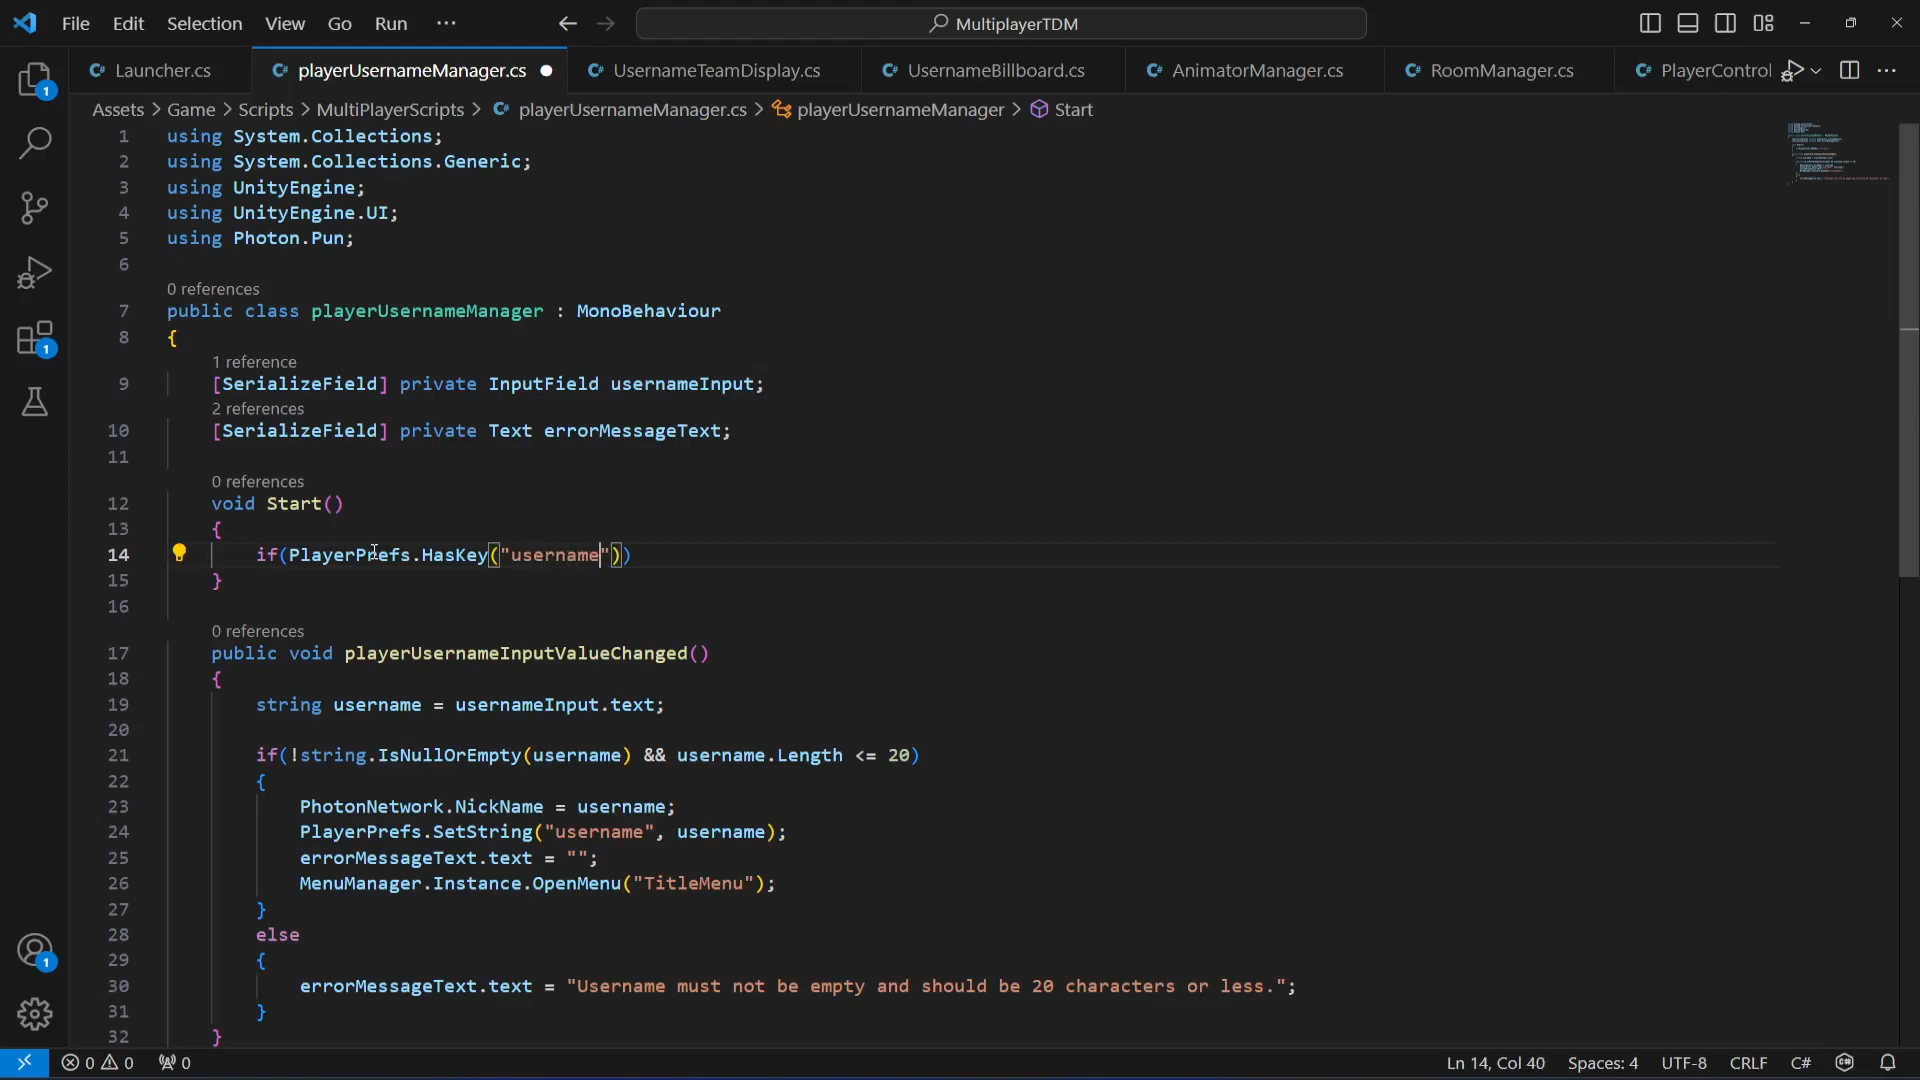 File Edit Selection View Go Run ··· MultiplayerTDM
Launcher.cs playerUsernameManager.cs UsernameTeamDisplay.cs UsernameBillboard.cs AnimatorManager.cs RoomManager.cs PlayerControl
Assets > Game > Scripts > MultiPlayerScripts > playerUsernameManager.cs > playerUsernameManager > Start
1 using System.Collections;
2 using System.Collections.Generic;
3 using UnityEngine;
4 using UnityEngine.UI;
5 using Photon.Pun;
6
0 references
7 public class playerUsernameManager : MonoBehaviour
8 {
1 reference
9 [SerializeField] private InputField usernameInput;
2 references
10 [SerializeField] private Text errorMessageText;
11
0 references
12 void Start()
13 {
14 if(PlayerPrefs.HasKey("username"))
15 }
16
0 references
17 public void playerUsernameInputValueChanged()
18 {
19 string username = usernameInput.text;
20
21 if(!string.IsNullOrEmpty(username) && username.Length <= 20)
22 {
23 PhotonNetwork.NickName = username;
24 PlayerPrefs.SetString("username", username);
25 errorMessageText.text = "";
26 MenuManager.Instance.OpenMenu("TitleMenu");
27 }
28 else
29 {
30 errorMessageText.text = "Username must not be empty and should be 20 characters or less.";
31 }
32 }
0 0 0 Ln 14, Col 40 Spaces: 4 UTF-8 CRLF C#